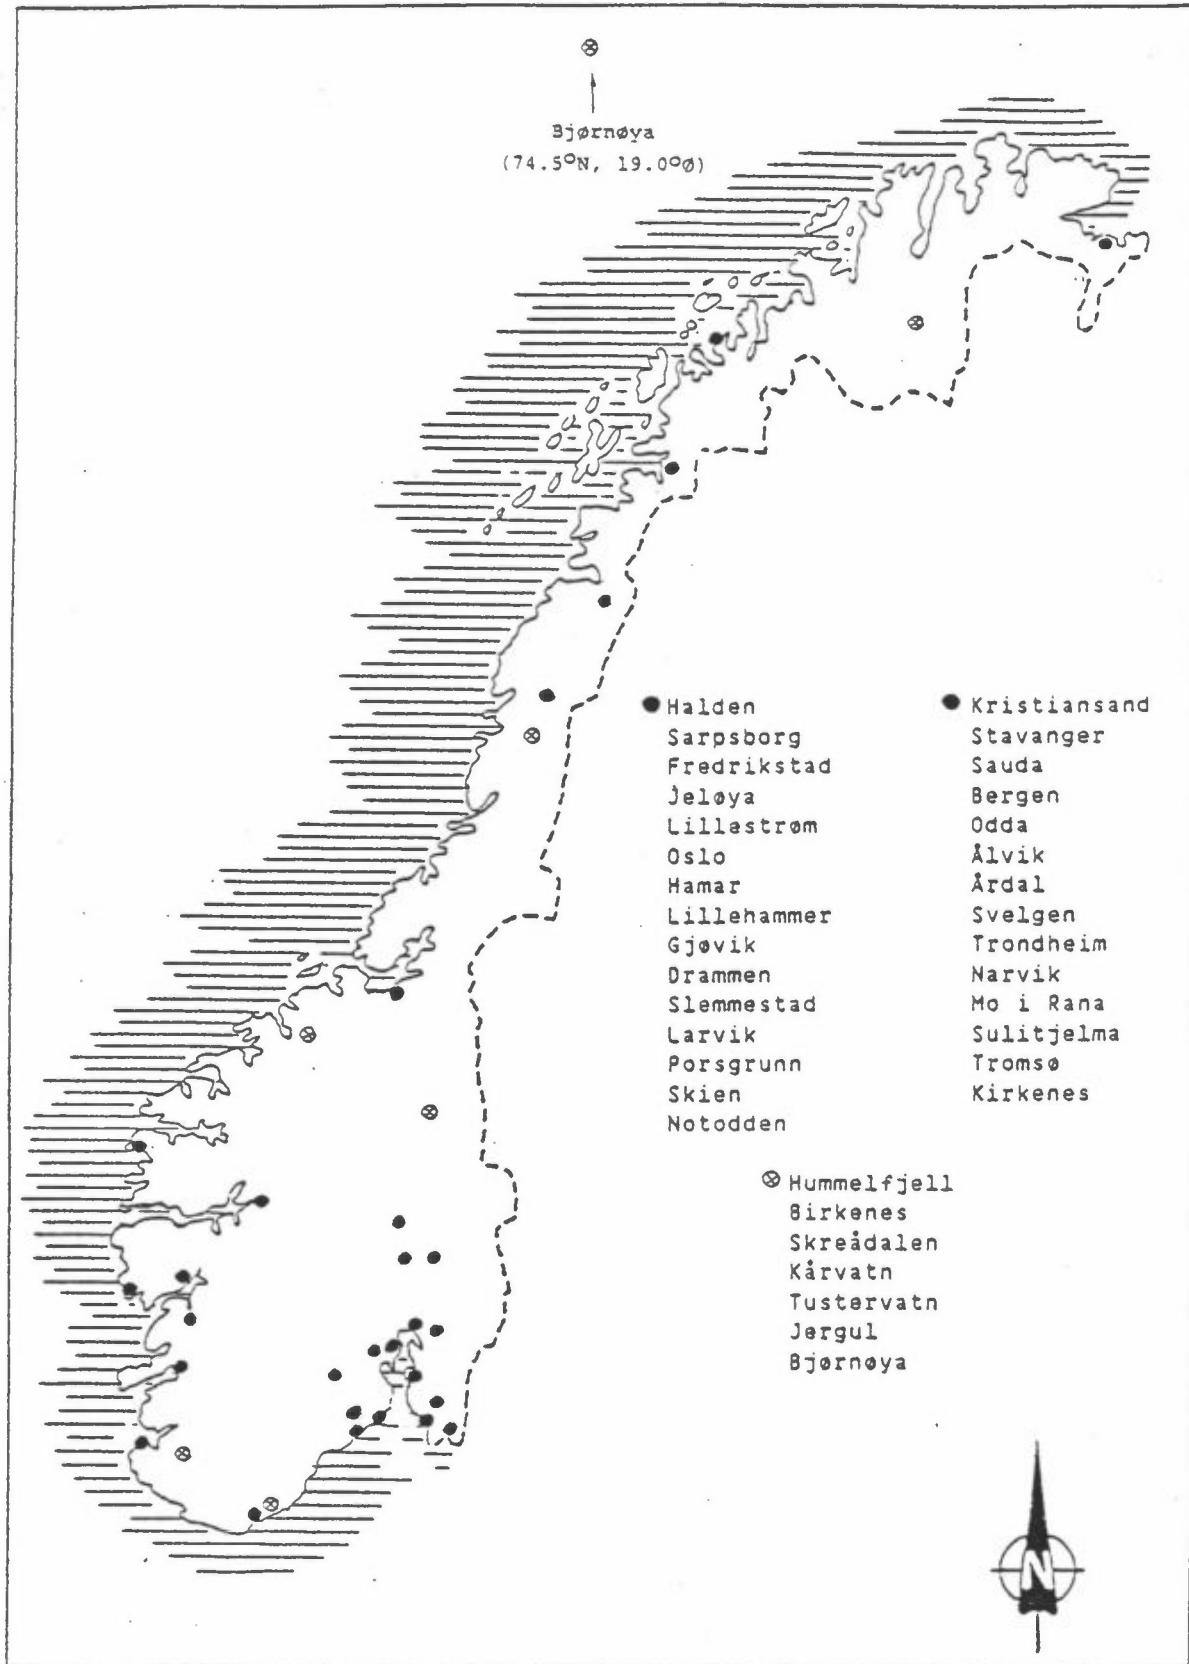 Bjørnøya
(74.5ºN, 19.0ºØ)
Halden
Sarpsborg
Fredrikstad
Jeløya
Lillestrøm
Oslo
Hamar
Lillehammer
Gjøvik
Drammen
Slemmestad
Larvik
Porsgrunn
Skien
Notodden
Kristiansand
Stavanger
Sauda
Bergen
Odda
Ålvik
Årdal
Svelgen
Trondheim
Narvik
Mo i Rana
Sulitjelma
Tromsø
Kirkenes
Hummelfjell
Birkenes
Skreådalen
Kårvatn
Tustervatn
Jergul
Bjørnøya
N